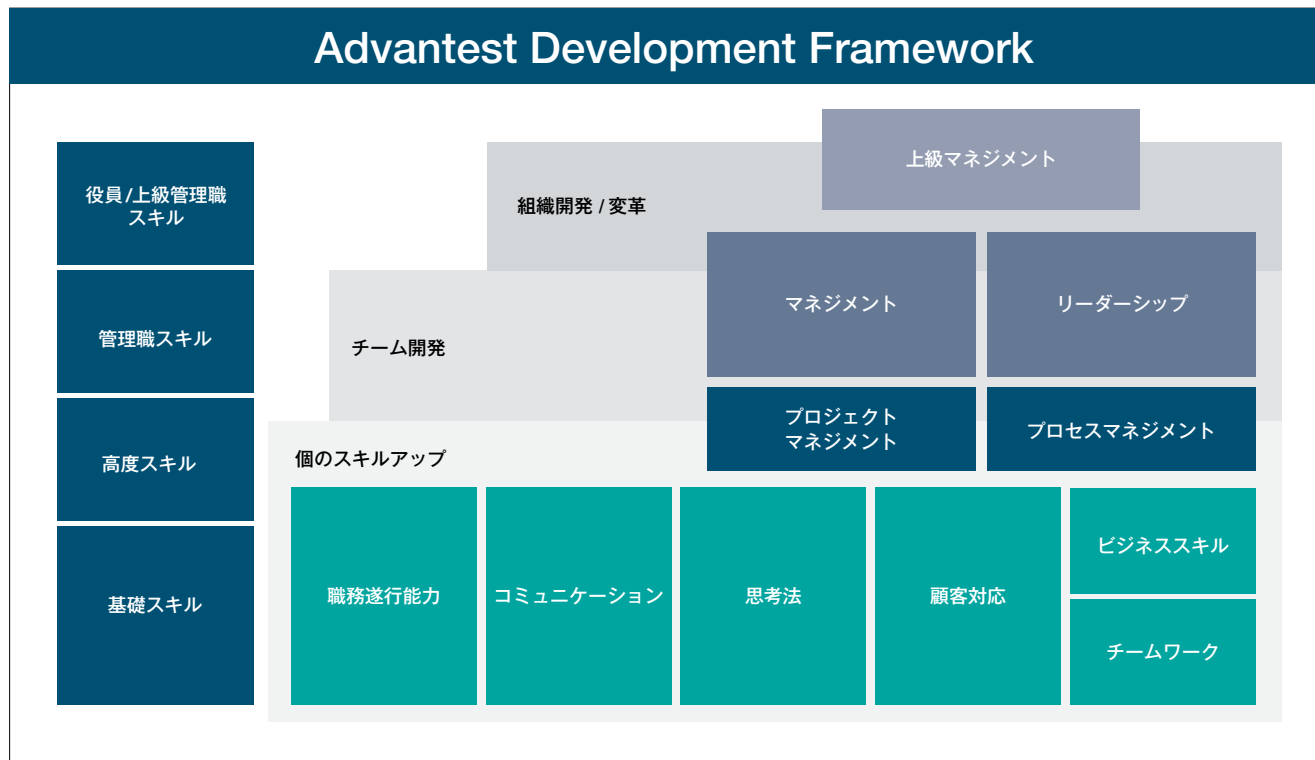 Advantest Development Framework
役員/上級管理職
スキル
管理職スキル
高度スキル
基礎スキル
上級マネジメント
組織開発 / 変革
マネジメント
リーダーシップ
チーム開発
プロジェクト
マネジメント
プロセスマネジメント
個のスキルアップ
職務遂行能力
コミュニケーション
思考法
顧客対応
ビジネススキル
チームワーク